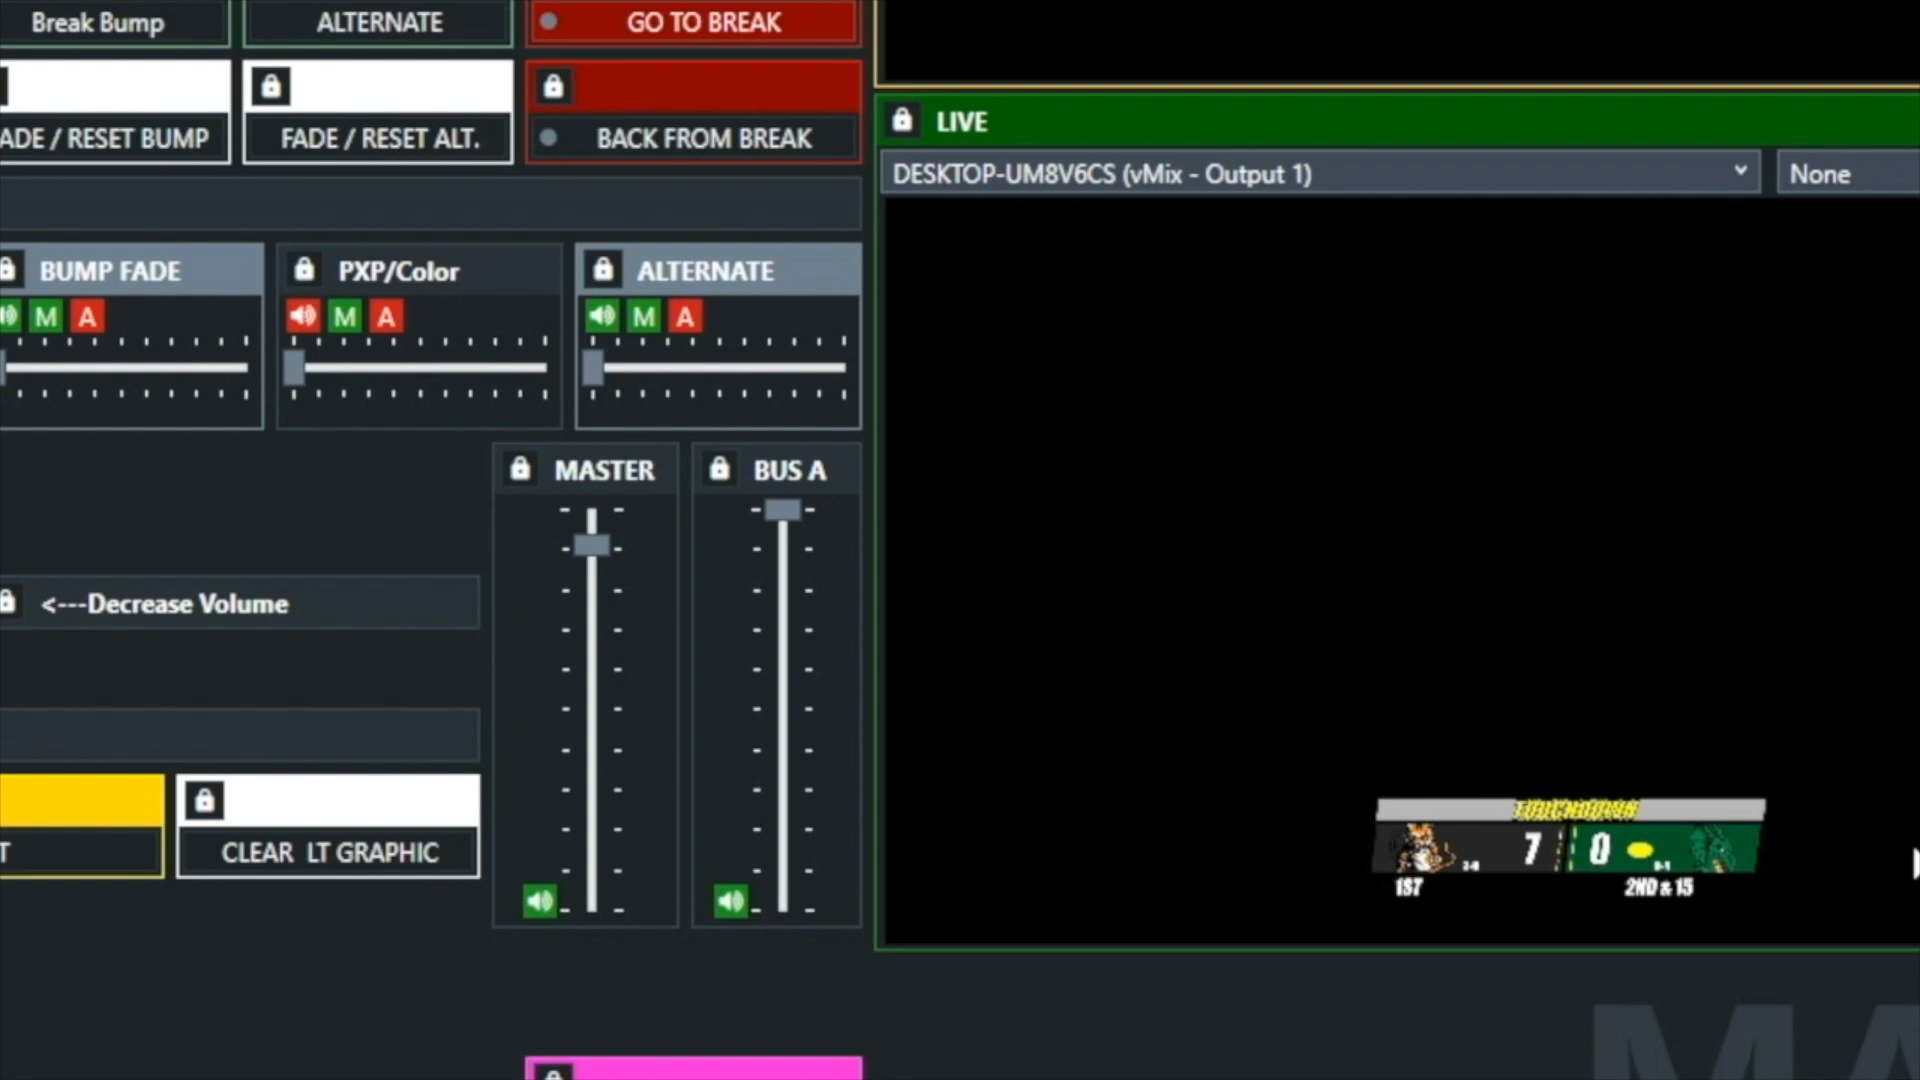 Break Bump
ALTERNATE
GO TO BREAK
ADE / RESET BUMP
FADE / RESET ALT.
BACK FROM BREAK
LIVE
DESKTOP-UM8V6CS (vMix - Output 1)
None
BUMP FADE
PXP/Color
ALTERNATE
M A
M A
M A
MASTER
BUS A
<---Decrease Volume
T
CLEAR LT GRAPHIC
TOUCHDOWN
7 0
1ST
2ND & 15
MA